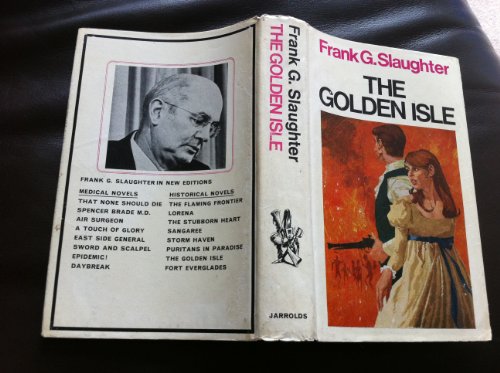 FRANK G. SLAUGHTER IN NEW EDITIONS
MEDICAL NOVELS
THAT NONE SHOULD DIE
SPENCER BRADE M.D.
AIR SURGEON
A TOUCH OF GLORY
EAST SIDE GENERAL
SWORD AND SCALPEL
EPIDEMIC!
DAYBREAK
HISTORICAL NOVELS
THE FLAMING FRONTIER
LORENA
THE STUBBORN HEART
SANGAREE
STORM HAVEN
PURITANS IN PARADISE
THE GOLDEN ISLE
FORT EVERGLADES
Frank G. Slaughter
THE GOLDEN ISLE
JARROLDS
Frank G. Slaughter
THE
GOLDEN ISLE